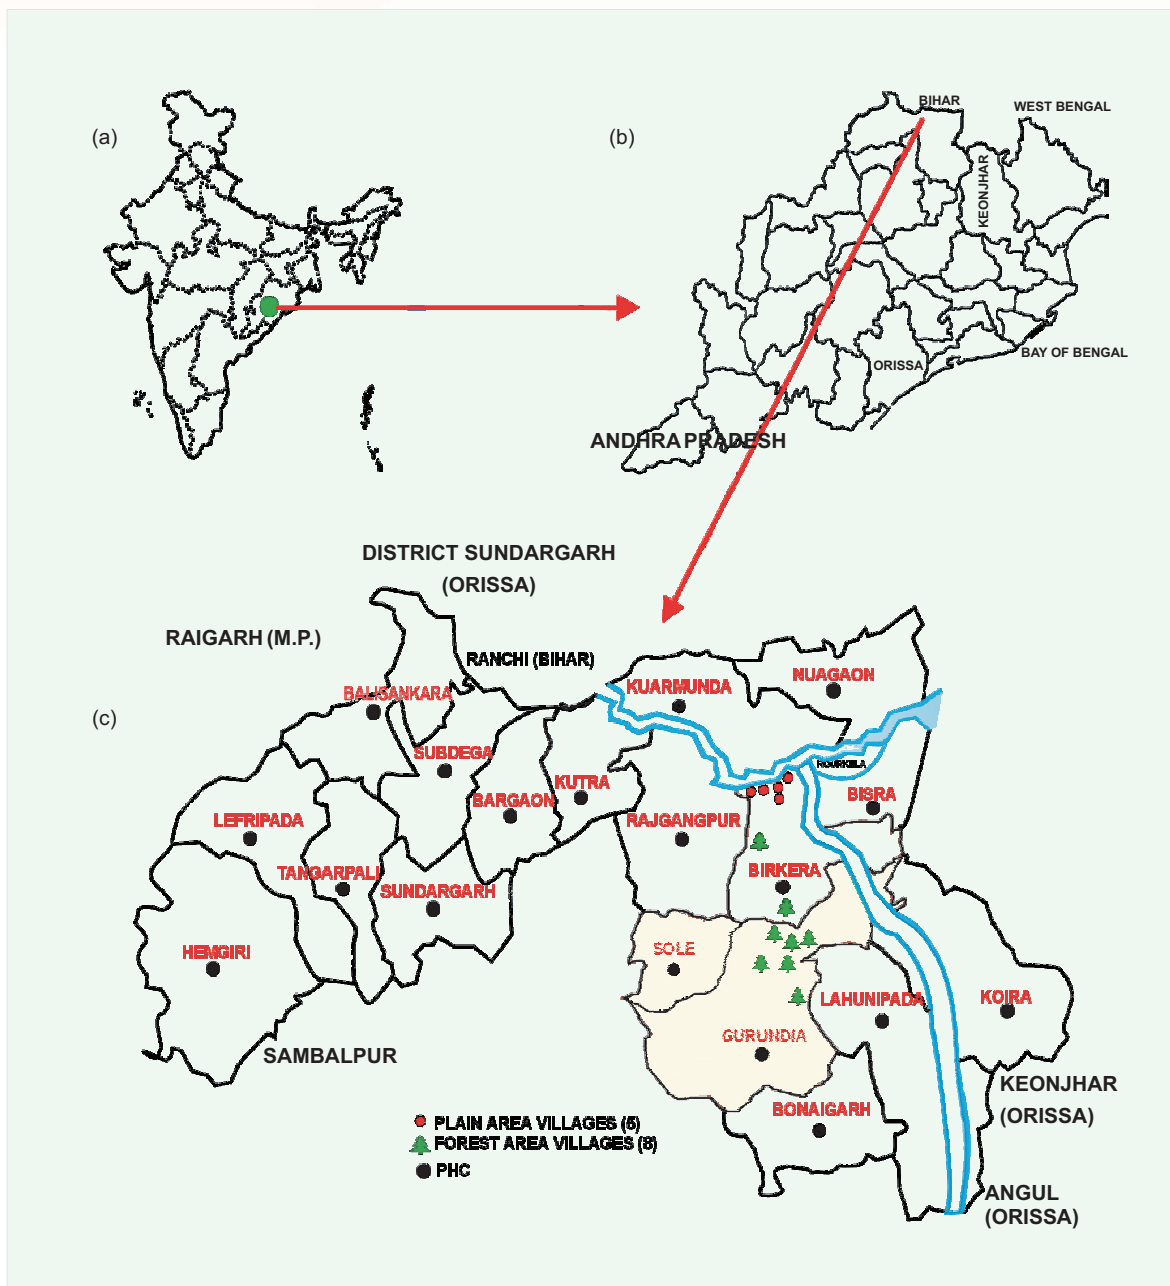 (a)
(b)
BIHAR
WEST BENGAL
KEONJHAR
ORISSA
BAY OF BENGAL
ANDHRA PRADESH
DISTRICT SUNDARGARH
(ORISSA)
RAIGARH (M.P.)
RANCHI (BIHAR)
(c)
BALISANKARA
KUARMUNDA
NUAGAON
SUBDEGA
ROURKELA
BARGAON
KUTRA
BISRA
LEFRIPADA
RAJGANGPUR
TANGARPALI
SUNDARGARH
BIRKERA
HEMGIRI
SOLE
LAHUNIPADA
KOIRA
GURUNDIA
SAMBALPUR
KEONJHAR
(ORISSA)
BONAIGARH
PLAIN AREA VILLAGES (5)
FOREST AREA VILLAGES (8)
PHC
ANGUL
(ORISSA)